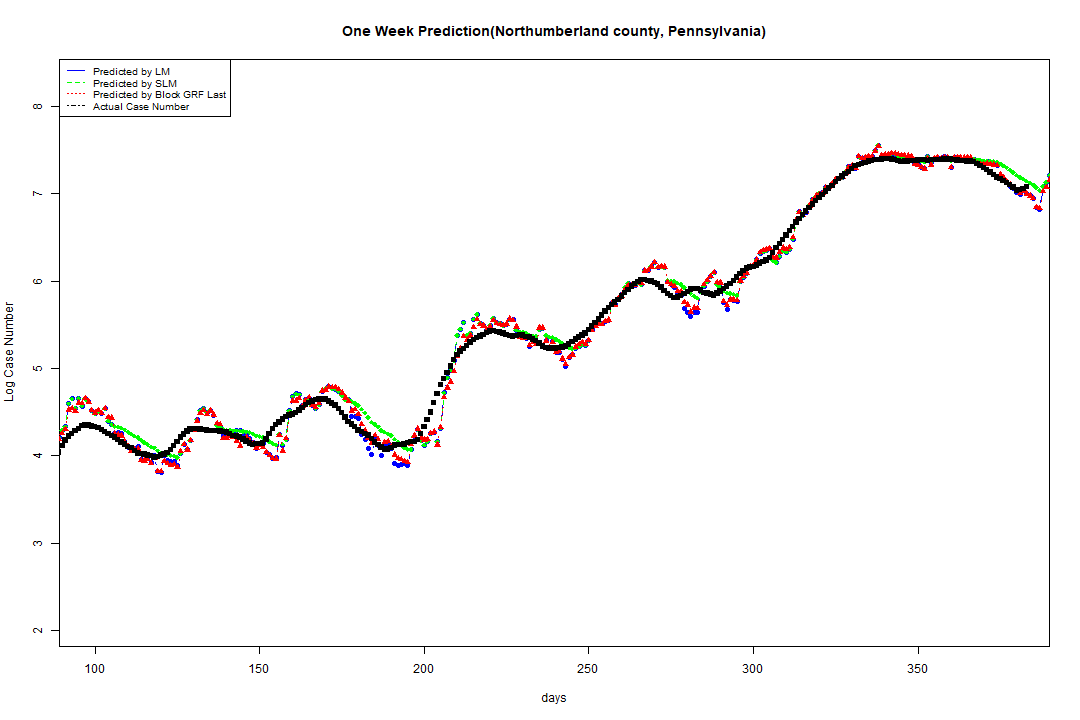 One Week Prediction(Northumberland county, Pennsylvania)
Predicted by LM
Predicted by SLM
Predicted by Block GRF Last
Actual Case Number
8
7
6
5
4
3
2
Log Case Number
100 150 200 250 300 350
days